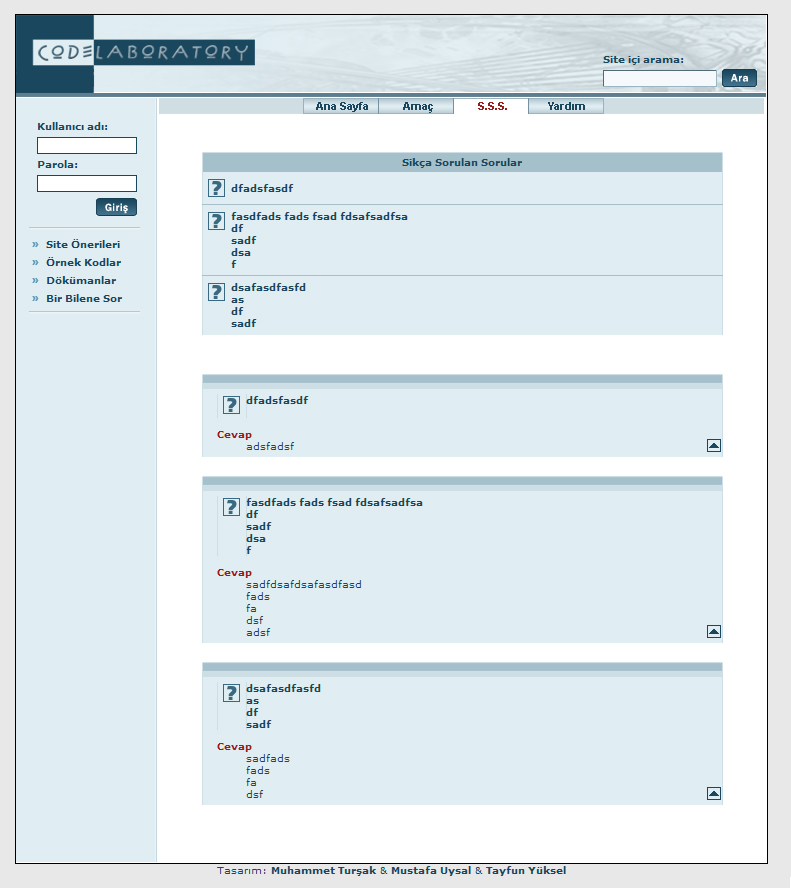 CODELABORATORY
Site içi arama:
Ara
Ana Sayfa Amaç S.S.S. Yardım
Kullanıcı adı:
Parola:
Giriş
» Site Önerileri
» Örnek Kodlar
» Dökümanlar
» Bir Bilene Sor
Sikça Sorulan Sorular
? dfadsfasdf
? fasdfads fads fsad fdsafsadfsa
df
sadf
dsa
f
? dsafasdfasfd
as
df
sadf
? dfadsfasdf
Cevap
adsfadsf
? fasdfads fads fsad fdsafsadfsa
df
sadf
dsa
f
Cevap
sadfdsafdsafasdfasd
fads
fa
dsf
adsf
? dsafasdfasfd
as
df
sadf
Cevap
sadfads
fads
fa
dsf
Tasarım: Muhammet Turşak & Mustafa Uysal & Tayfun Yüksel